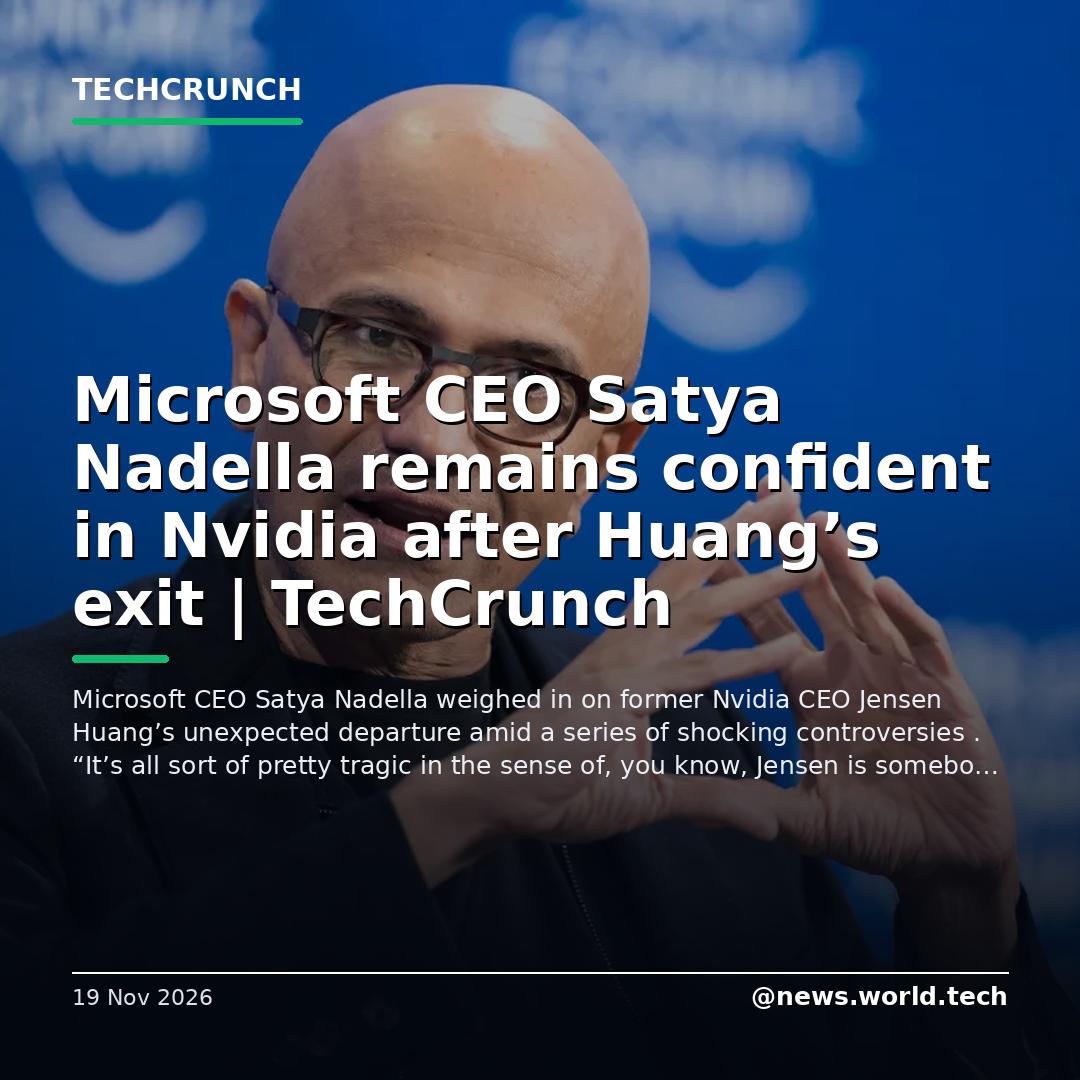 TECHCRUNCH
Microsoft CEO Satya
Nadella remains confident
in Nvidia after Huang’s
exit | TechCrunch
Microsoft CEO Satya Nadella weighed in on former Nvidia CEO Jensen
Huang’s unexpected departure amid a series of shocking controversies .
“It’s all sort of pretty tragic in the sense of, you know, Jensen is somebo...
19 Nov 2026
@news.world.tech